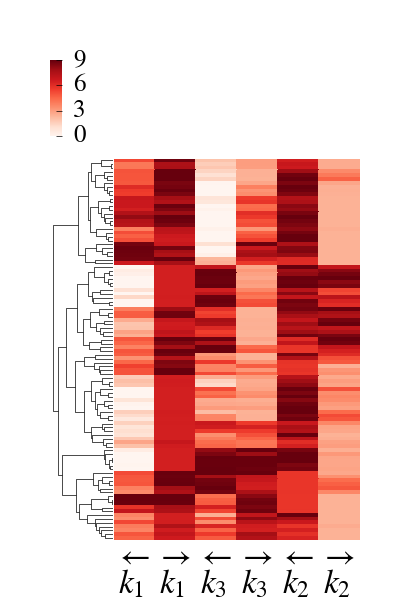 9
6
3
0
← → ← → ← →
k₁ k₁ k₃ k₃ k₂ k₂